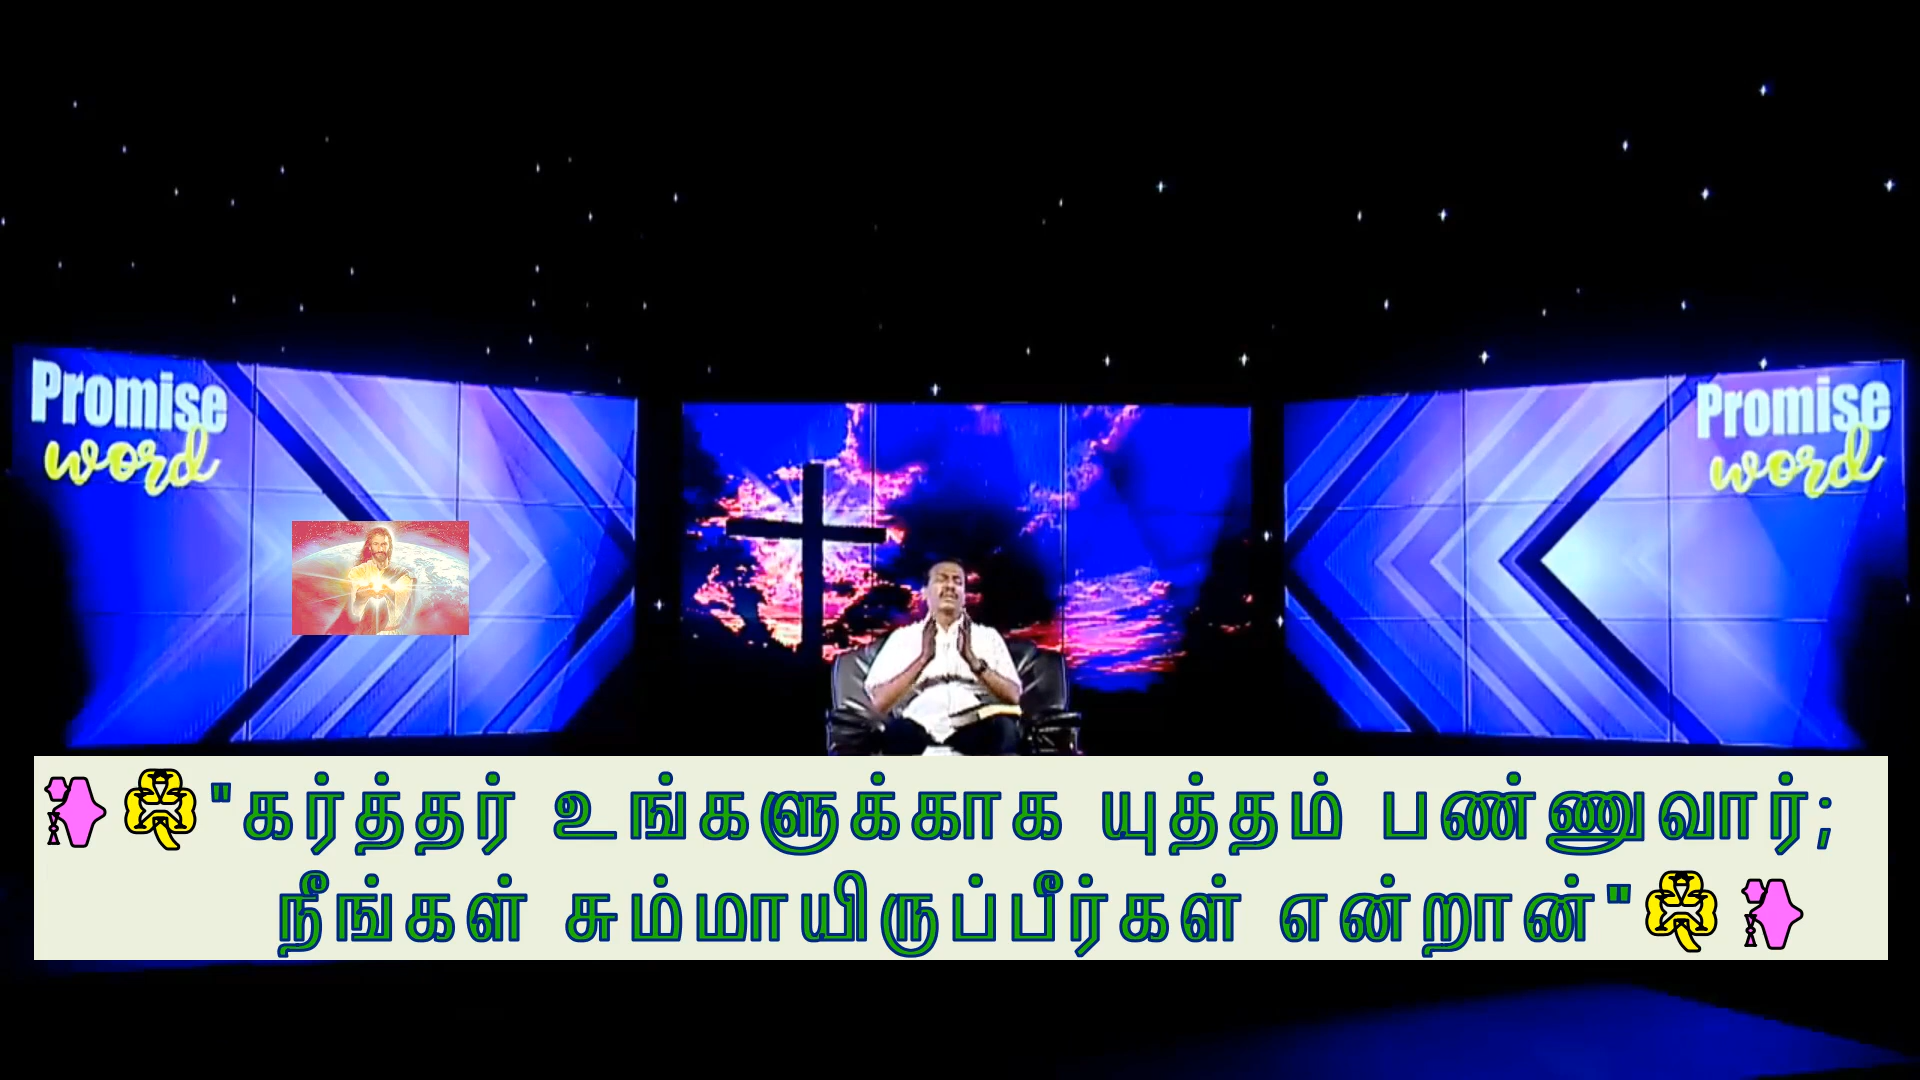 Promise
word
Promise
word
"கர்த்தர் உங்களுக்காக யுத்தம் பண்ணுவார்;
நீங்கள் சும்மாயிருப்பீர்கள் என்றான்"